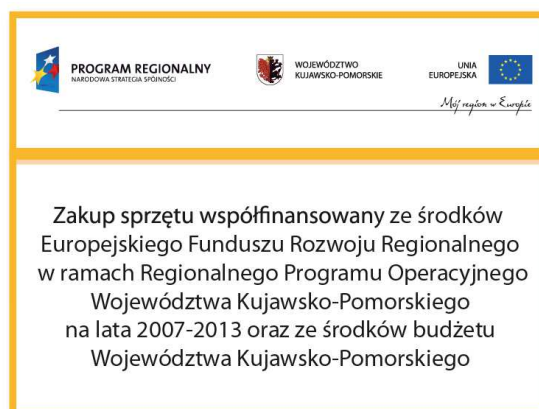 PROGRAM REGIONALNY
NARODOWA STRATEGIA SPÓJNOŚCI
WOJEWÓDZTWO
KUJAWSKO-POMORSKIE
UNIA
EUROPEJSKA
Mój region w Europie
Zakup sprzętu współfinansowany ze środków
Europejskiego Funduszu Rozwoju Regionalnego
w ramach Regionalnego Programu Operacyjnego
Województwa Kujawsko-Pomorskiego
na lata 2007-2013 oraz ze środków budżetu
Województwa Kujawsko-Pomorskiego